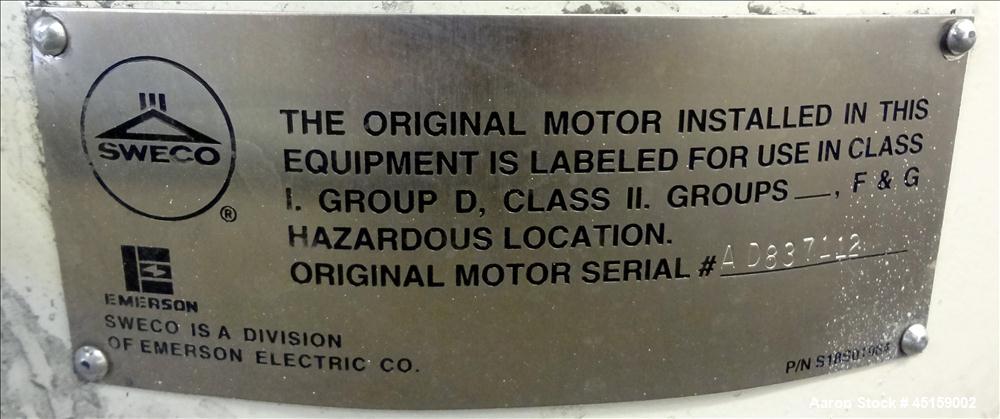 SWECO
®
THE ORIGINAL MOTOR INSTALLED IN THIS
EQUIPMENT IS LABELED FOR USE IN CLASS
I. GROUP D, CLASS II. GROUPS —, F & G
HAZARDOUS LOCATION.
ORIGINAL MOTOR SERIAL # AD837112
EMERSON
SWECO IS A DIVISION
OF EMERSON ELECTRIC CO.
P/N
Aaron Stock # 45159002